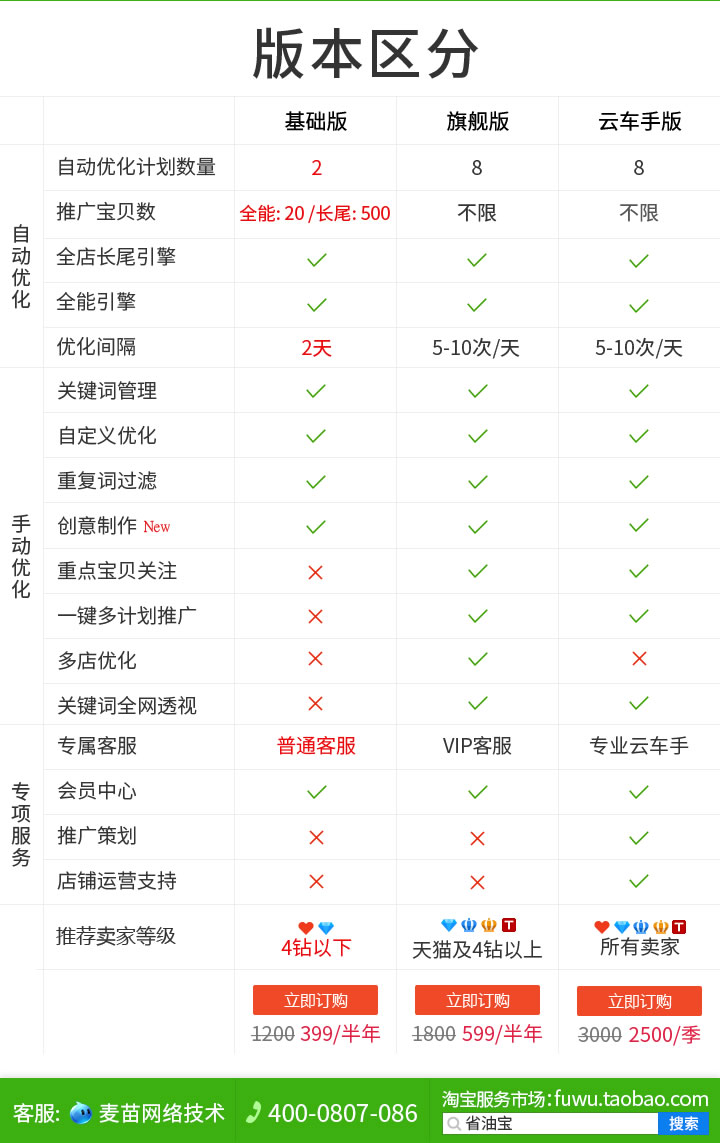 版本区分
基础版 旗舰版 云车手版
自动优化
自动优化计划数量 2 8 8
推广宝贝数 全能: 20 /长尾: 500 不限 不限
全店长尾引擎
全能引擎
优化间隔 2天 5-10次/天 5-10次/天
手动优化
关键词管理
自定义优化
重复词过滤
创意制作 New
重点宝贝关注
一键多计划推广
多店优化
关键词全网透视
专项服务
专属客服 普通客服 VIP客服 专业云车手
会员中心
推广策划
店铺运营支持
推荐卖家等级 4钻以下 T 天猫及4钻以上 T 所有卖家
立即订购 立即订购 立即订购
1200 399/半年 1800 599/半年 3000 2500/季
客服: 麦苗网络技术 400-0807-086 淘宝服务市场:fuwu.taobao.com
省油宝 搜索